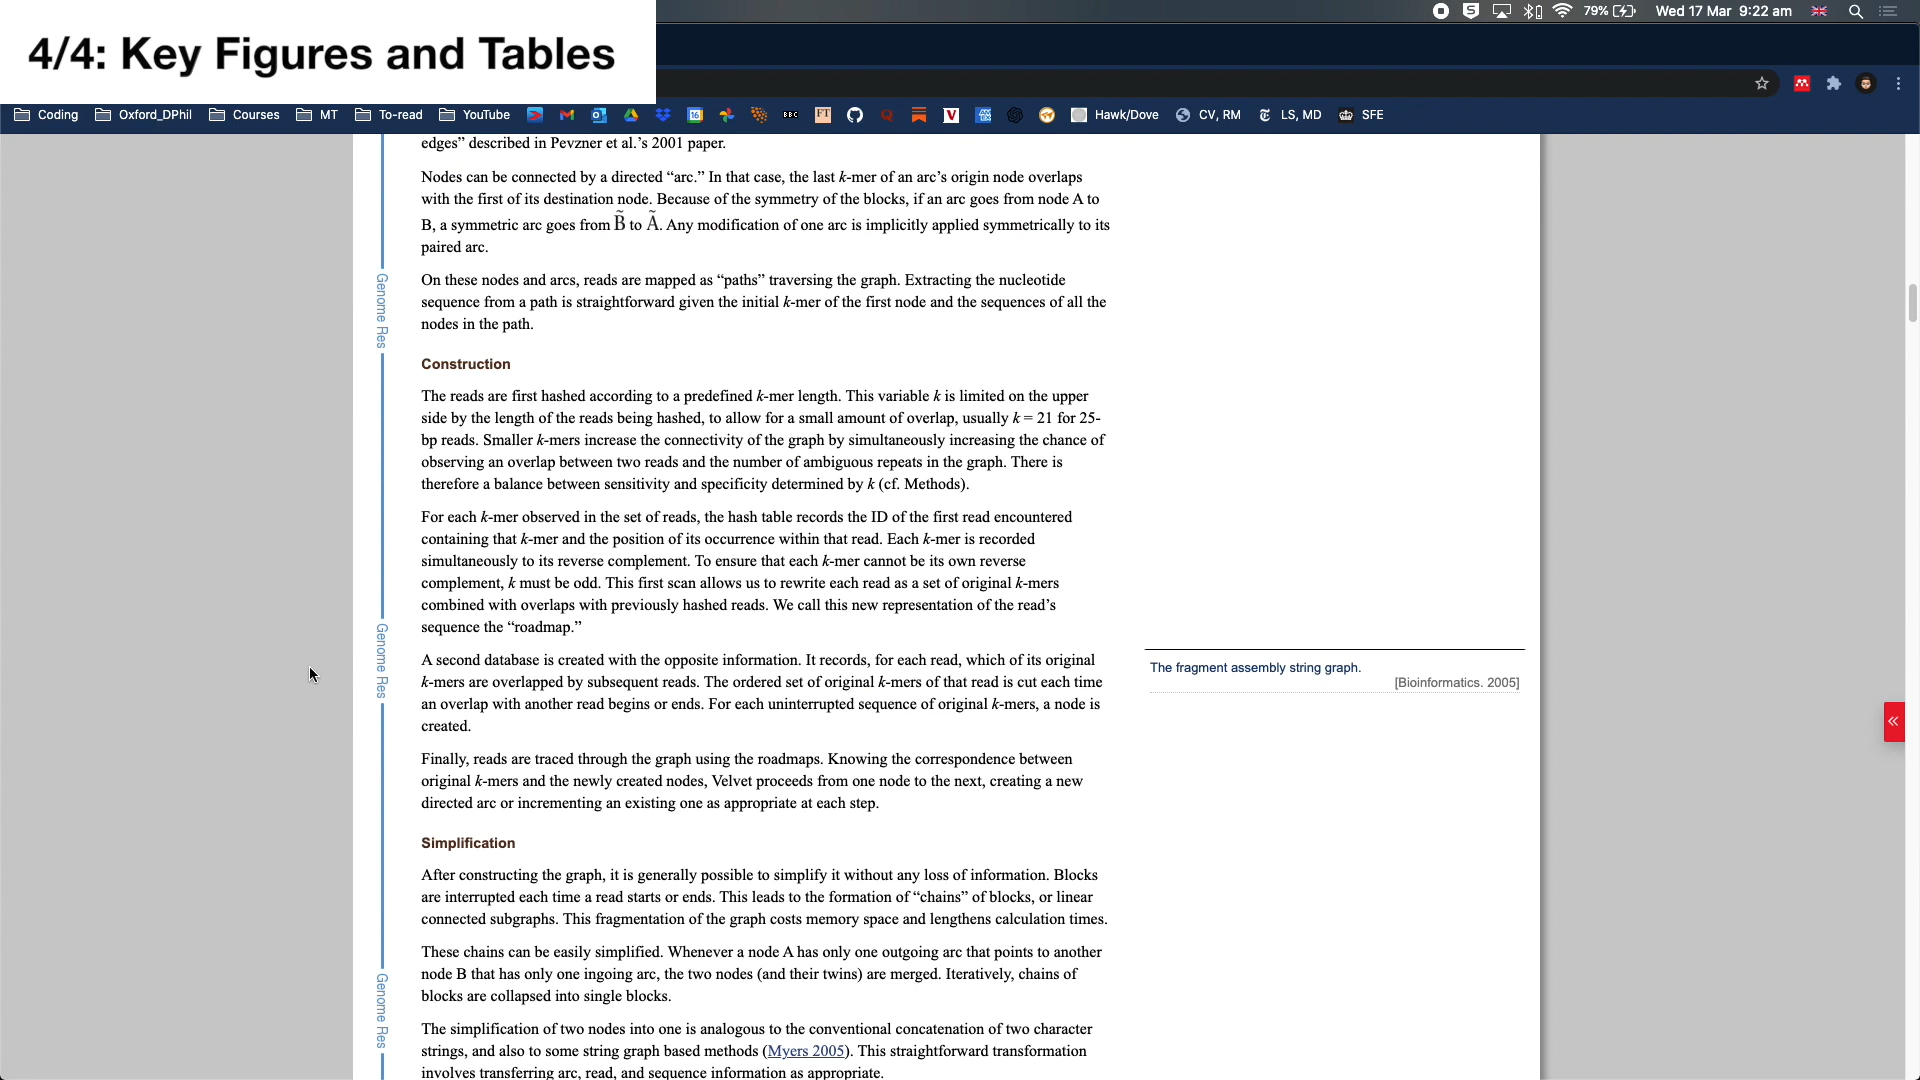 4/4: Key Figures and Tables
79%
Wed 17 Mar 9:22 am
Coding
Oxford_DPhil
Courses
MT
To-read
YouTube
16
BBC
FT
Hawk/Dove
CV, RM
LS, MD
SFE
edges” described in Pevzner et al.’s 2001 paper.
Nodes can be connected by a directed “arc.” In that case, the last k-mer of an arc’s origin node overlaps
with the first of its destination node. Because of the symmetry of the blocks, if an arc goes from node A to
B, a symmetric arc goes from B̃ to Ã. Any modification of one arc is implicitly applied symmetrically to its
paired arc.
On these nodes and arcs, reads are mapped as “paths” traversing the graph. Extracting the nucleotide
sequence from a path is straightforward given the initial k-mer of the first node and the sequences of all the
nodes in the path.
Genome Res
Construction
The reads are first hashed according to a predefined k-mer length. This variable k is limited on the upper
side by the length of the reads being hashed, to allow for a small amount of overlap, usually k = 21 for 25-
bp reads. Smaller k-mers increase the connectivity of the graph by simultaneously increasing the chance of
observing an overlap between two reads and the number of ambiguous repeats in the graph. There is
therefore a balance between sensitivity and specificity determined by k (cf. Methods).
For each k-mer observed in the set of reads, the hash table records the ID of the first read encountered
containing that k-mer and the position of its occurrence within that read. Each k-mer is recorded
simultaneously to its reverse complement. To ensure that each k-mer cannot be its own reverse
complement, k must be odd. This first scan allows us to rewrite each read as a set of original k-mers
combined with overlaps with previously hashed reads. We call this new representation of the read’s
sequence the “roadmap.”
Genome Res
A second database is created with the opposite information. It records, for each read, which of its original
k-mers are overlapped by subsequent reads. The ordered set of original k-mers of that read is cut each time
an overlap with another read begins or ends. For each uninterrupted sequence of original k-mers, a node is
created.
The fragment assembly string graph.
[Bioinformatics. 2005]
Finally, reads are traced through the graph using the roadmaps. Knowing the correspondence between
original k-mers and the newly created nodes, Velvet proceeds from one node to the next, creating a new
directed arc or incrementing an existing one as appropriate at each step.
Simplification
After constructing the graph, it is generally possible to simplify it without any loss of information. Blocks
are interrupted each time a read starts or ends. This leads to the formation of “chains” of blocks, or linear
connected subgraphs. This fragmentation of the graph costs memory space and lengthens calculation times.
These chains can be easily simplified. Whenever a node A has only one outgoing arc that points to another
node B that has only one ingoing arc, the two nodes (and their twins) are merged. Iteratively, chains of
blocks are collapsed into single blocks.
Genome Res
The simplification of two nodes into one is analogous to the conventional concatenation of two character
strings, and also to some string graph based methods (Myers 2005). This straightforward transformation
involves transferring arc, read, and sequence information as appropriate.